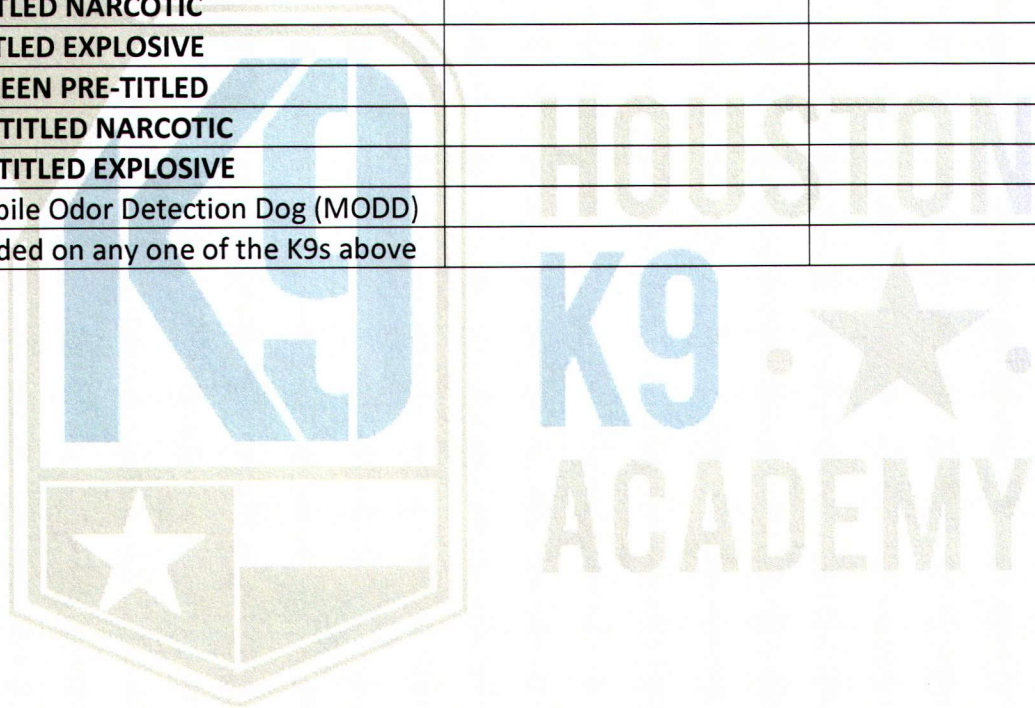 TLED NARCOTIC
TLED EXPLOSIVE
EEN PRE-TITLED
TITLED NARCOTIC
TITLED EXPLOSIVE
bile Odor Detection Dog (MODD)
ded on any one of the K9s above
K9
HOUSTON
K9
ACADEMY